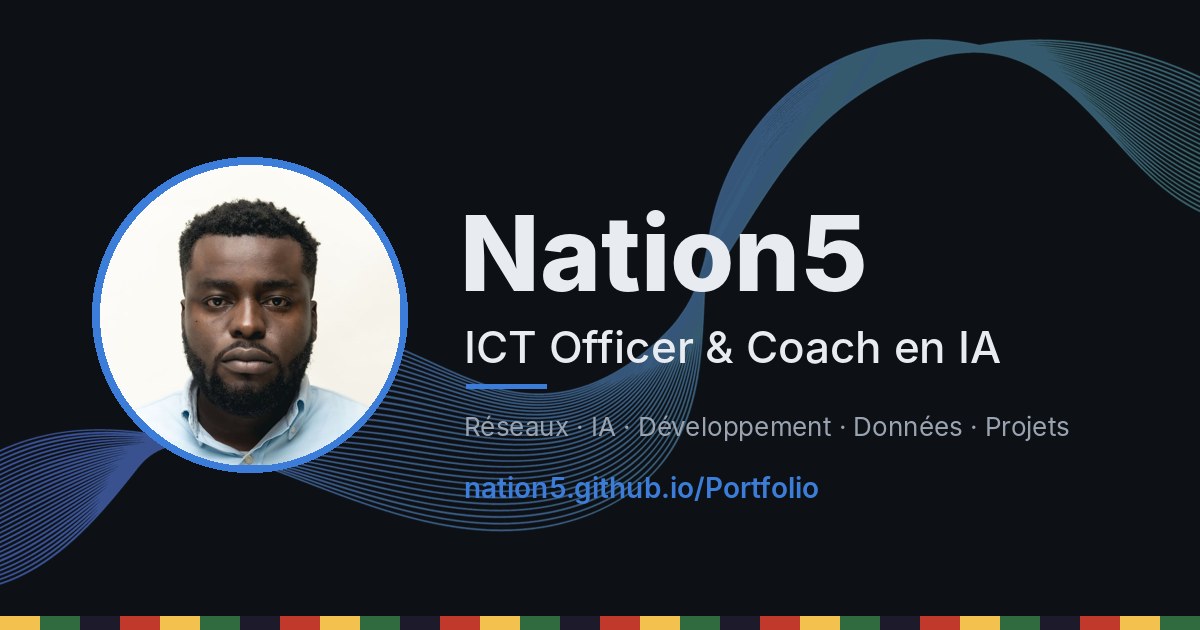 Nation5
ICT Officer & Coach en IA
Réseaux · IA · Développement · Données · Projets
nation5.github.io/Portfolio